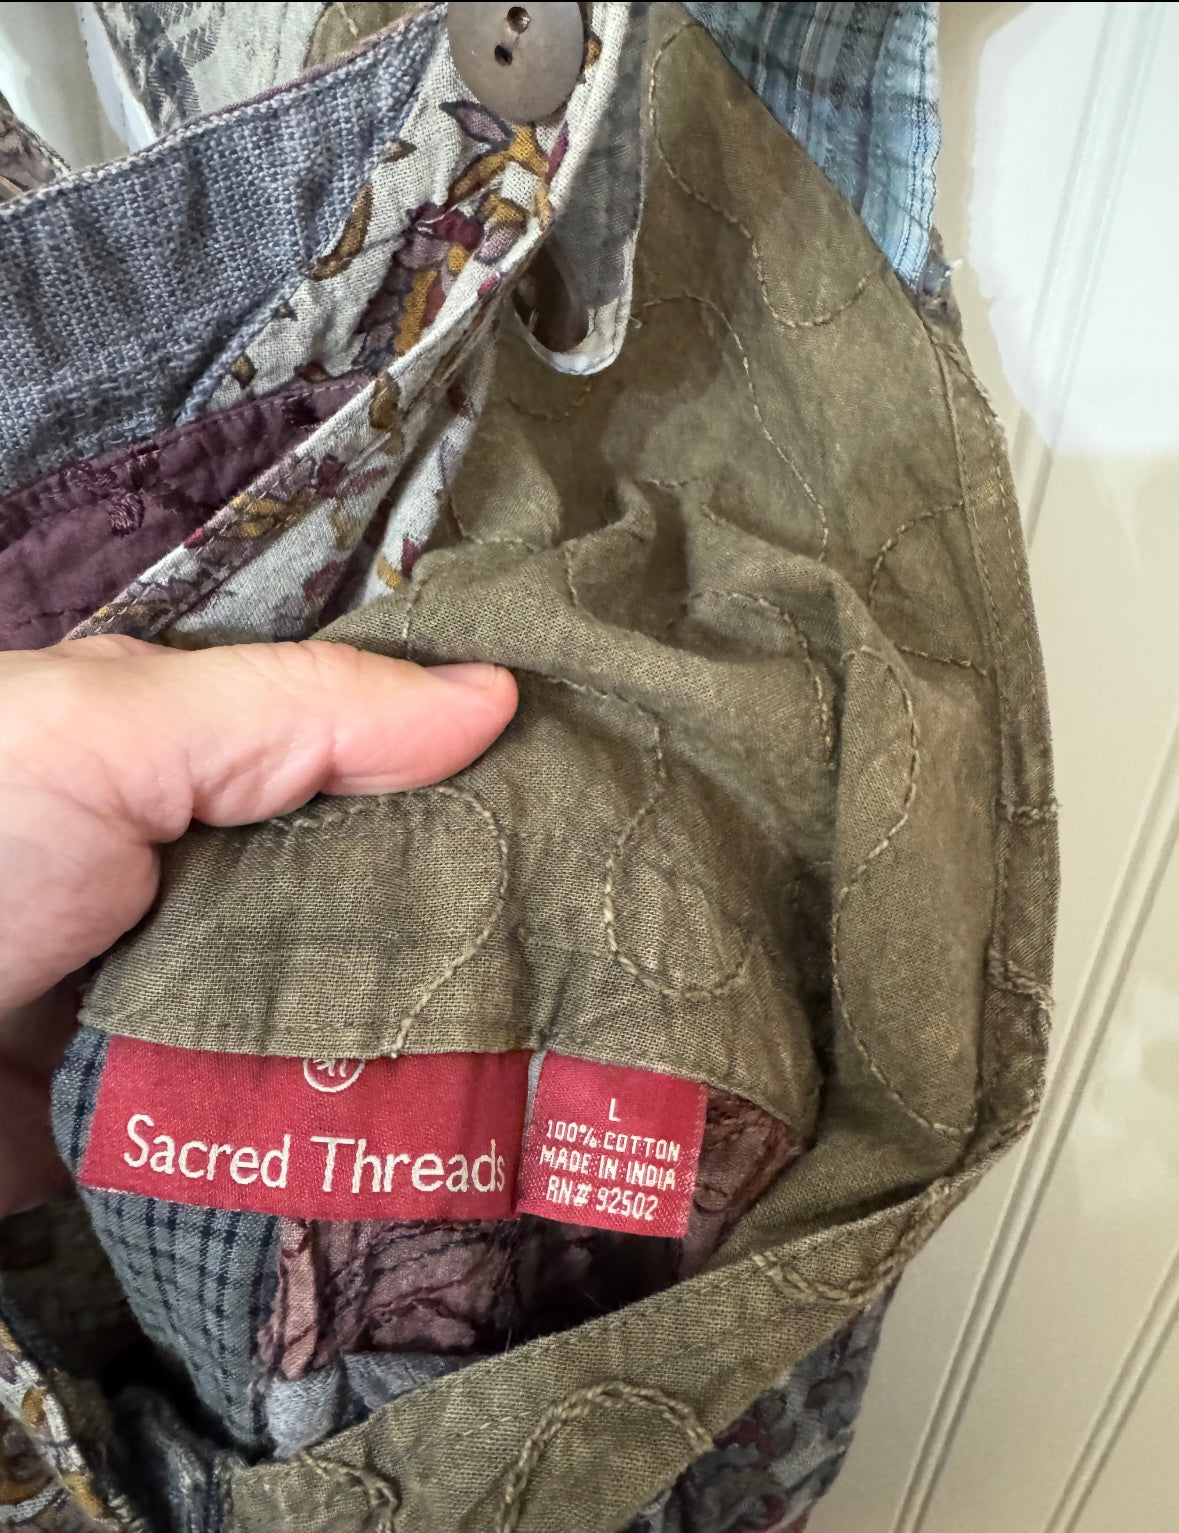 Sacred Threads
L
100% COTTON
MADE IN INDIA
RN# 92502